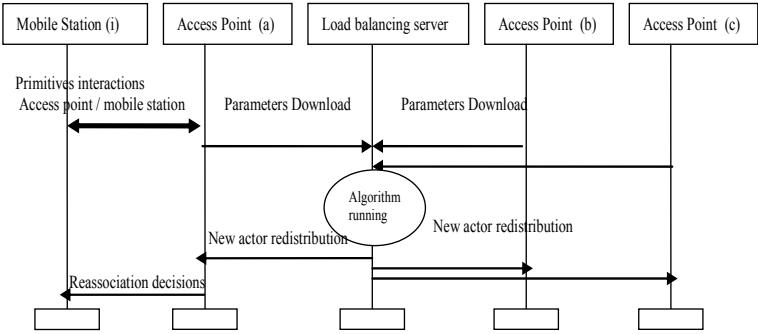 Mobile Station (i)
Access Point (a)
Load balancing server
Access Point (b)
Access Point (c)
Primitives interactions
Access point / mobile station
Parameters Download
Parameters Download
Algorithm
running
New actor redistribution
New actor redistribution
Reassociation decisions